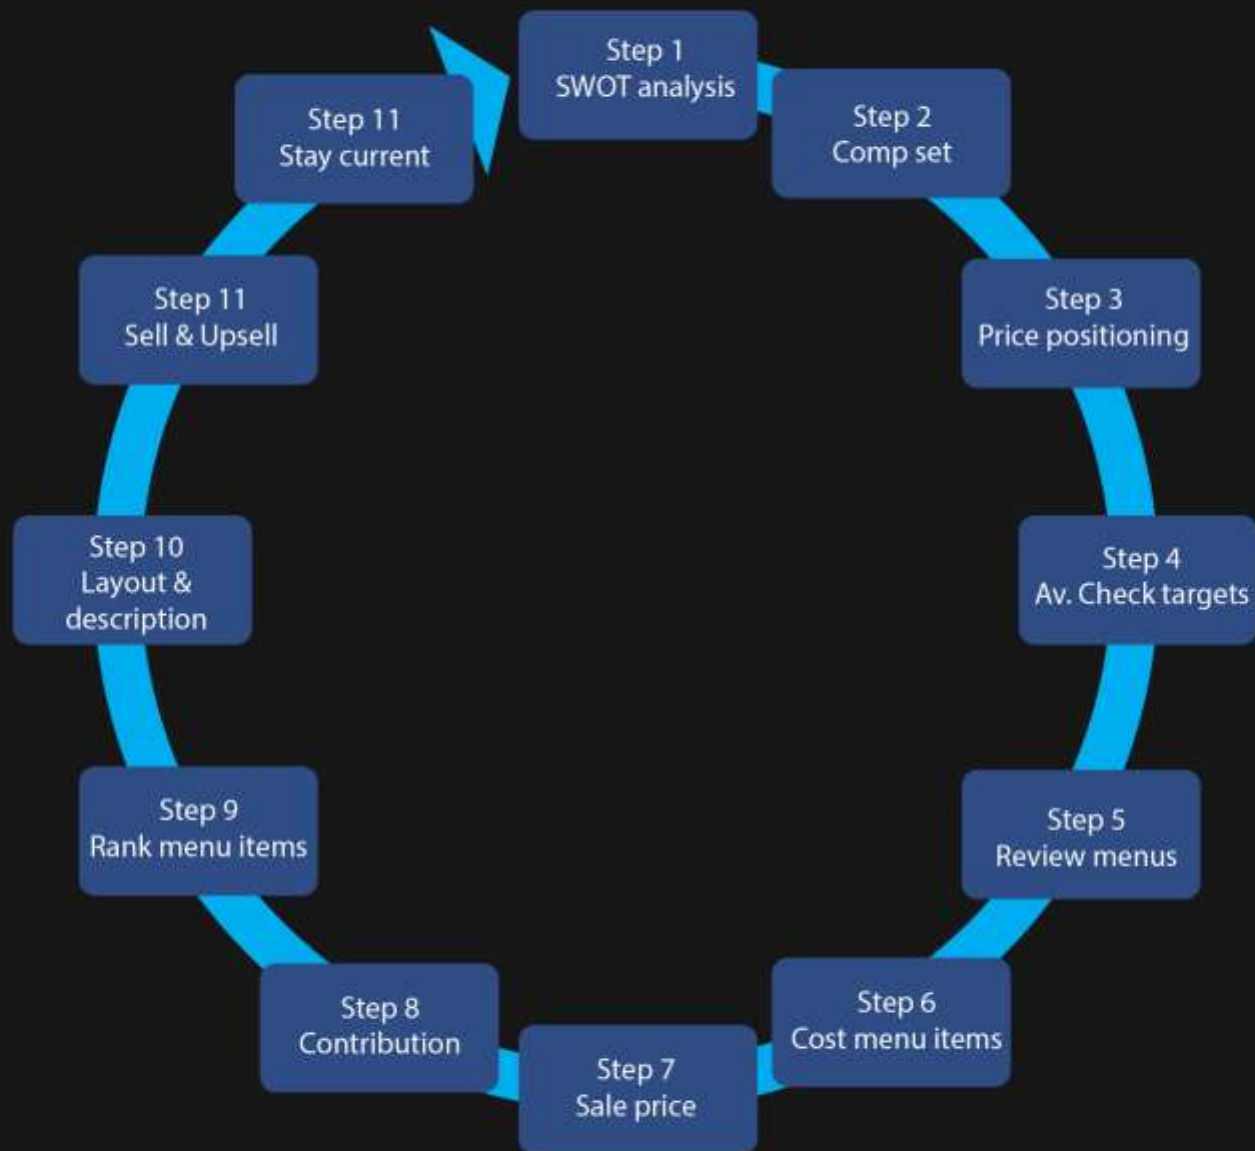 Step 1
SWOT analysis
Step 2
Comp set
Step 3
Price positioning
Step 4
Av. Check targets
Step 5
Review menus
Step 6
Cost menu items
Step 7
Sale price
Step 8
Contribution
Step 9
Rank menu items
Step 10
Layout &
description
Step 11
Sell & Upsell
Step 11
Stay current